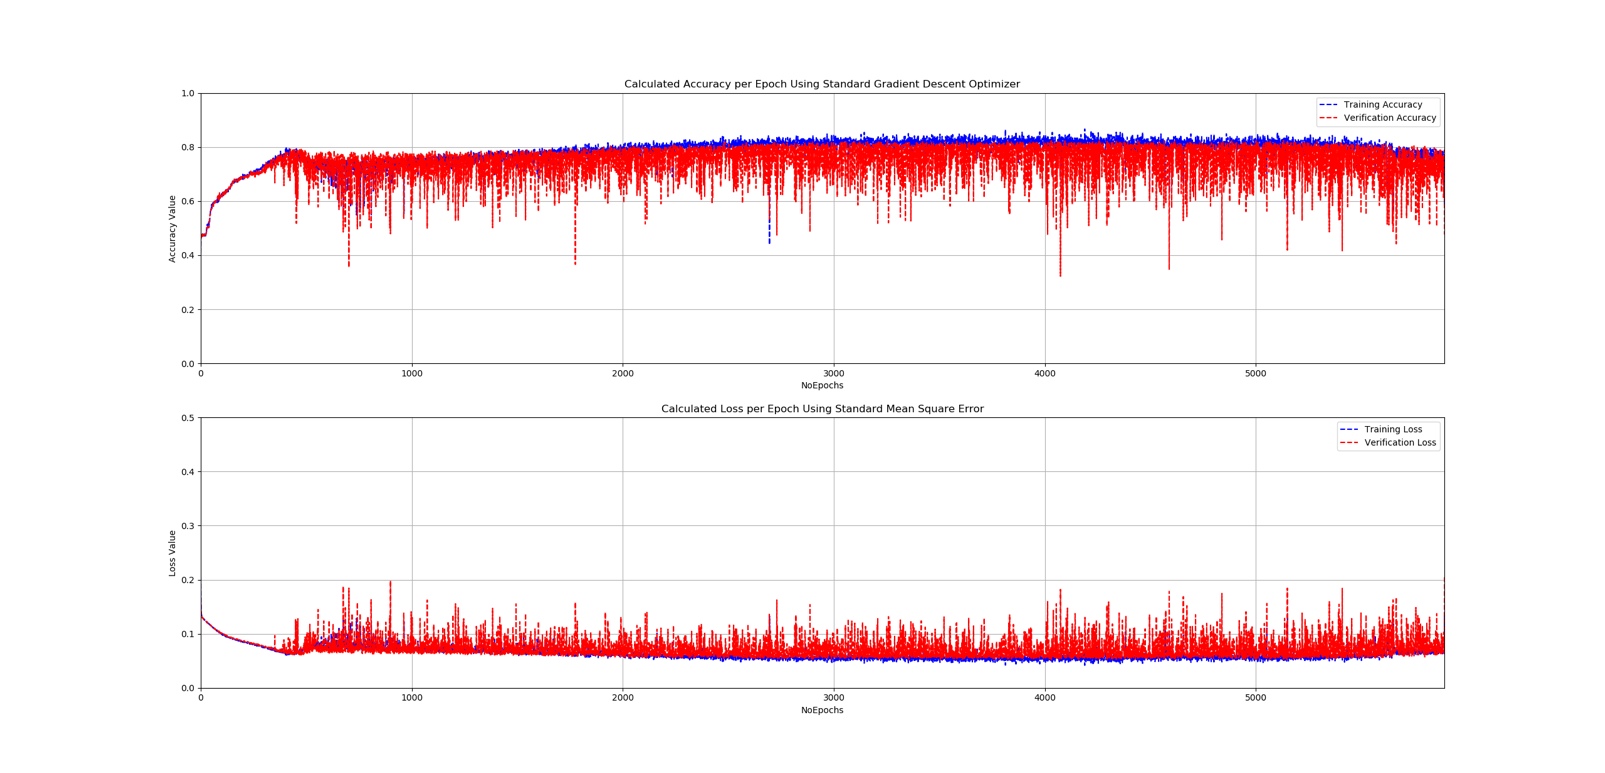 Calculated Accuracy per Epoch Using Standard Gradient Descent Optimizer
1.0
0.8
0.6
0.4
0.2
0.0
Accuracy Value
Training Accuracy
Verification Accuracy
0 1000 2000 3000 4000 5000
NoEpochs
Calculated Loss per Epoch Using Standard Mean Square Error
0.5
0.4
0.3
0.2
0.1
0.0
Loss Value
Training Loss
Verification Loss
0 1000 2000 3000 4000 5000
NoEpochs